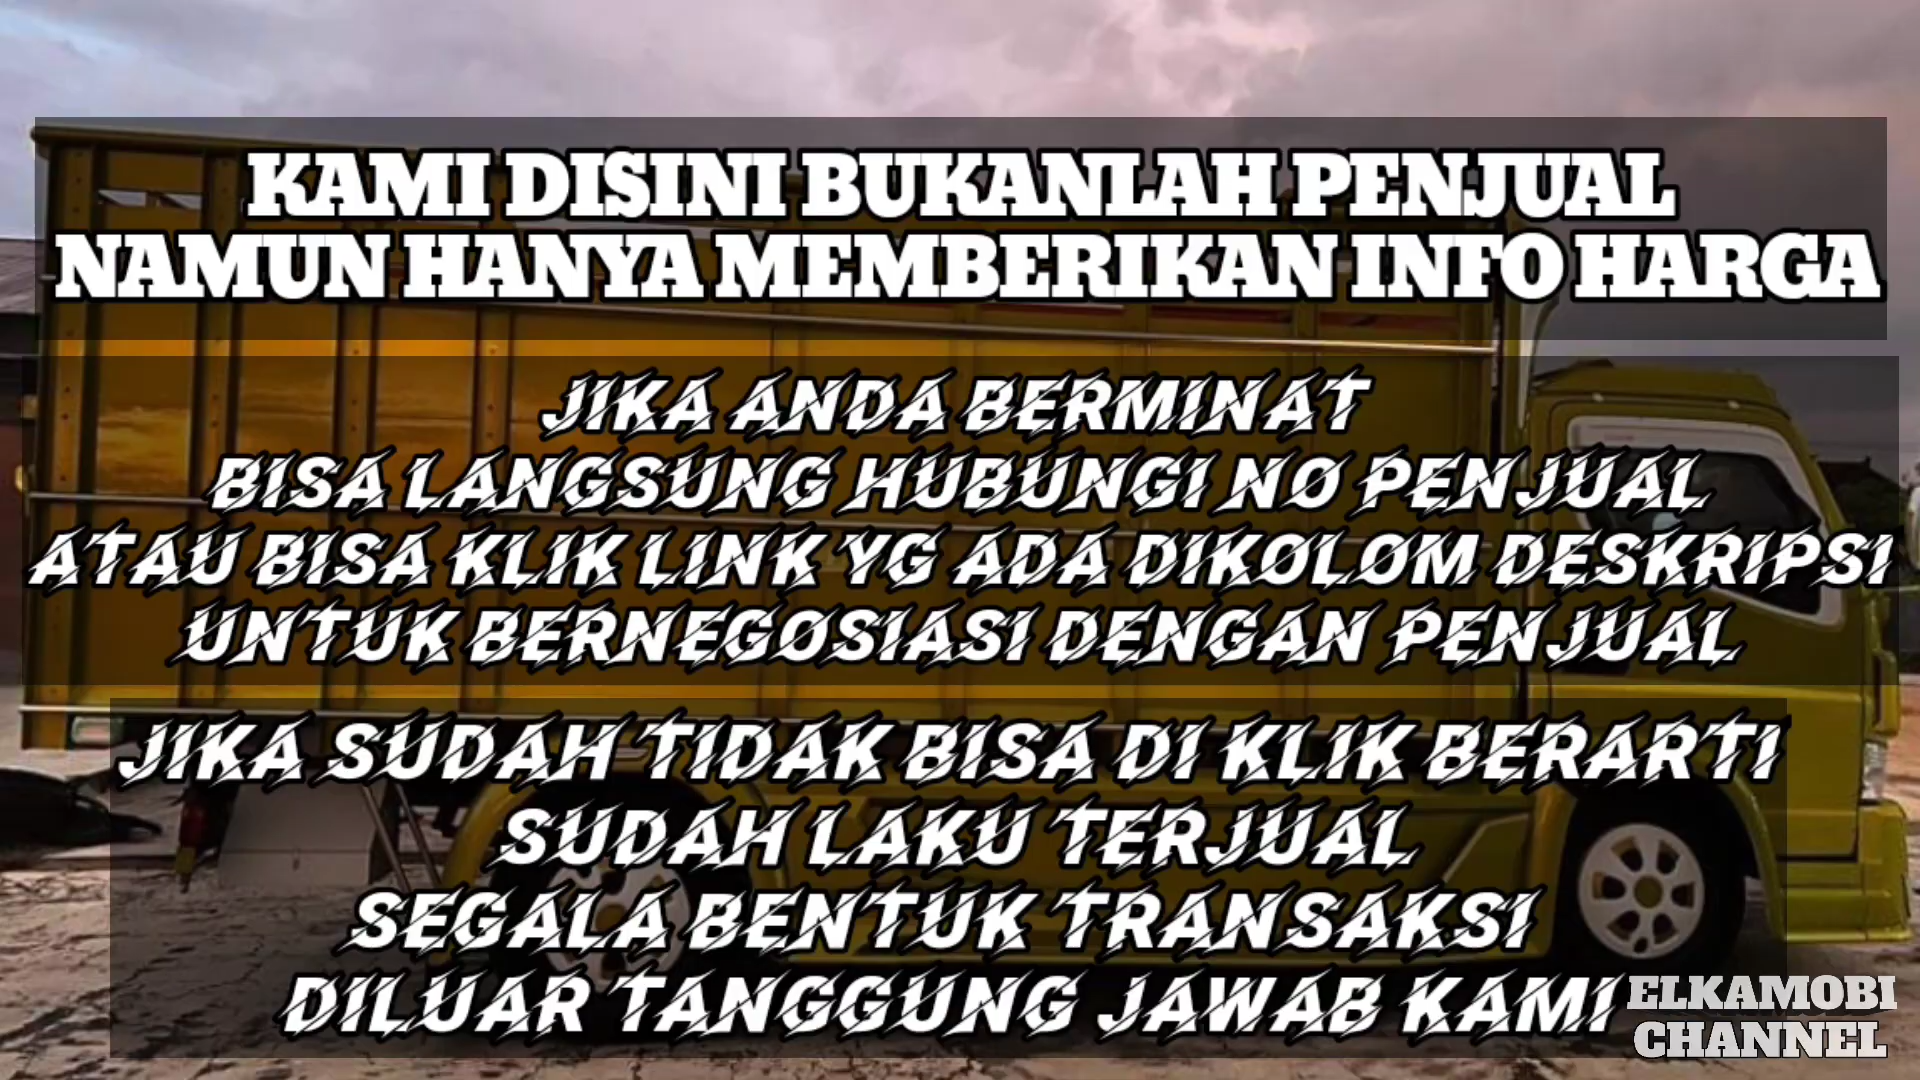 KAMI DISINI BUKANLAH PENJUAL
NAMUN HANYA MEMBERIKAN INFO HARGA
JIKA ANDA BERMINAT
BISA LANGSUNG HUBUNGI NO PENJUAL
ATAU BISA KLIK LINK YG ADA DIKOLOM DESKRIPSI
UNTUK BERNEGOSIASI DENGAN PENJUAL
JIKA SUDAH TIDAK BISA DI KLIK BERARTI
SUDAH LAKU TERJUAL
SEGALA BENTUK TRANSAKSI
DILUAR TANGGUNG JAWAB KAMI
ELKAMOBI
CHANNEL